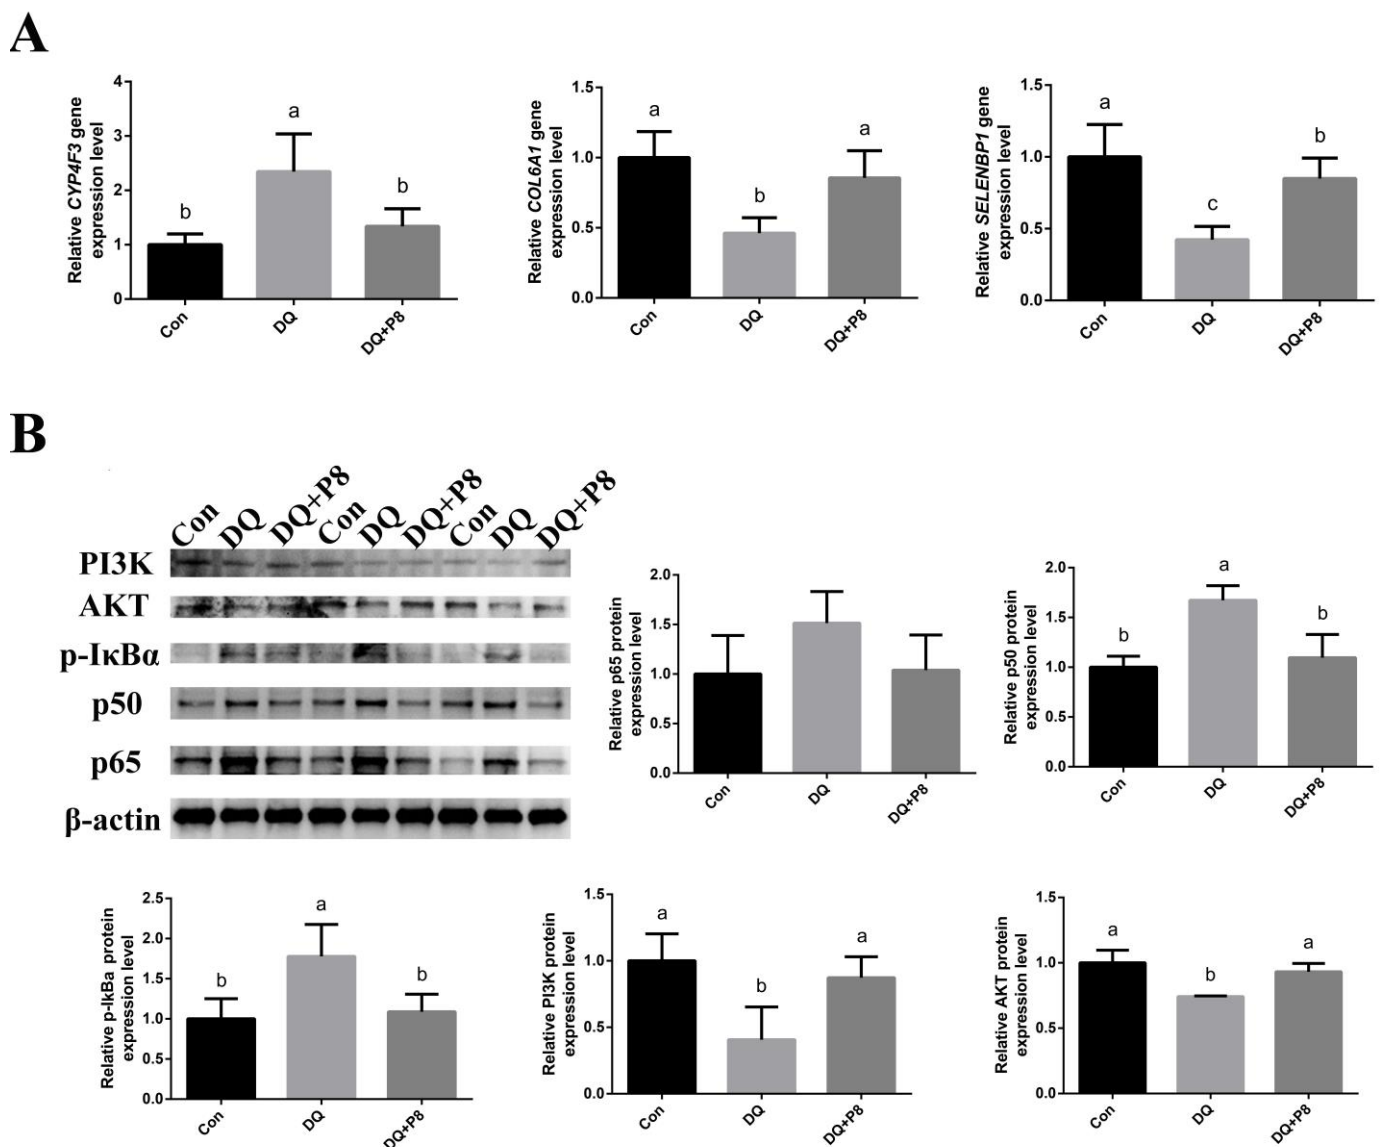 A
Relative CYP4F3 gene
expression level
4
3
2
1
0
b
a
b
Con
DQ
DQ+P8
Relative COL6A1 gene
expression level
1.5
1.0
0.5
0.0
a
b
a
Con
DQ
DQ+P8
Relative SELENBP1 gene
expression level
1.5
1.0
0.5
0.0
a
c
b
Con
DQ
DQ+P8
B
Con
DQ
DQ+P8
Con
DQ
DQ+P8
Con
DQ
DQ+P8
PI3K
AKT
p-IκBα
p50
p65
β-actin
Relative p65 protein
expression level
2.0
1.5
1.0
0.5
0.0
Con
DQ
DQ+P8
Relative p50 protein
expression level
2.0
1.5
1.0
0.5
0.0
b
a
b
Con
DQ
DQ+P8
Relative p-IkBa protein
expression level
2.5
2.0
1.5
1.0
0.5
0.0
b
a
b
Con
DQ
DQ+P8
Relative PI3K protein
expression level
1.5
1.0
0.5
0.0
a
b
a
Con
DQ
DQ+P8
Relative AKT protein
expression level
1.5
1.0
0.5
0.0
a
b
a
Con
DQ
DQ+P8